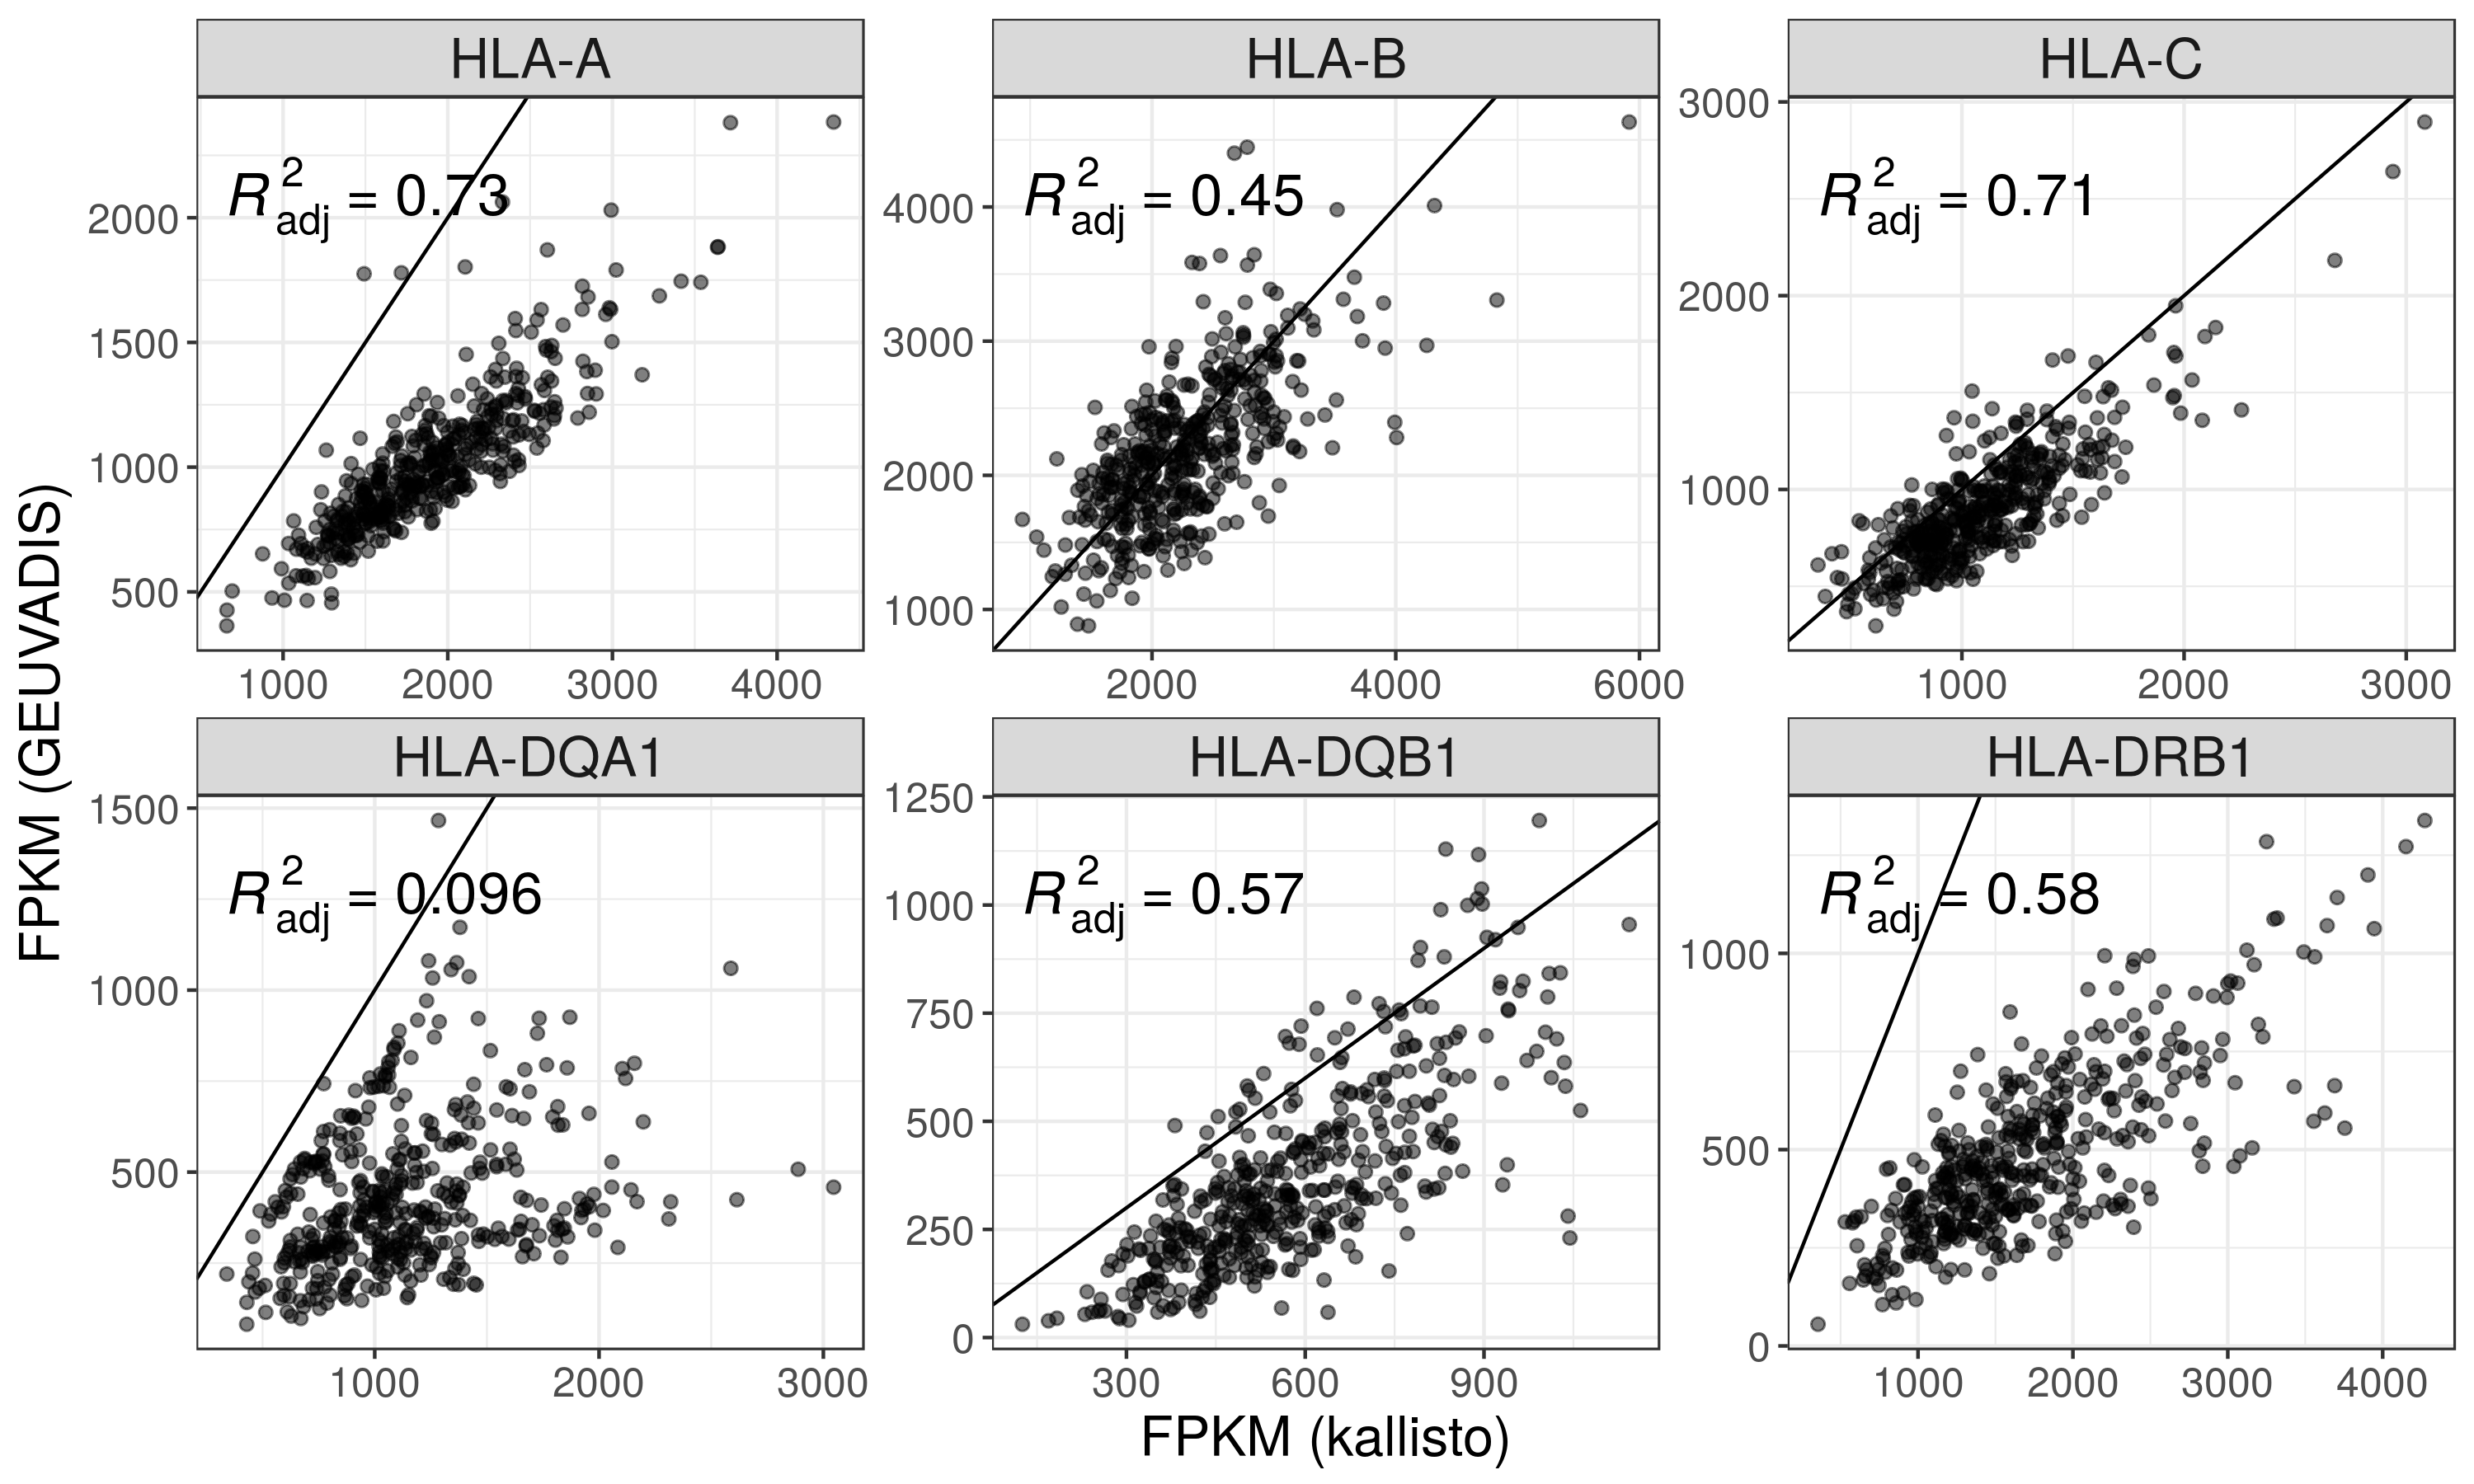 HLA-A HLA-B HLA-C
R²adj = 0.73 R²adj = 0.45 R²adj = 0.71
2000 1500 1000 500
4000 3000 2000 1000
3000 2000 1000
1000 2000 3000 4000
2000 4000 6000
1000 2000 3000
HLA-DQA1 HLA-DQB1 HLA-DRB1
R²adj = 0.096 R²adj = 0.57 R²adj = 0.58
1500 1000 500
1250 1000 750 500 250 0
1000 500 0
1000 2000 3000
300 600 900
1000 2000 3000 4000
FPKM (GEUVADIS)
FPKM (kallisto)